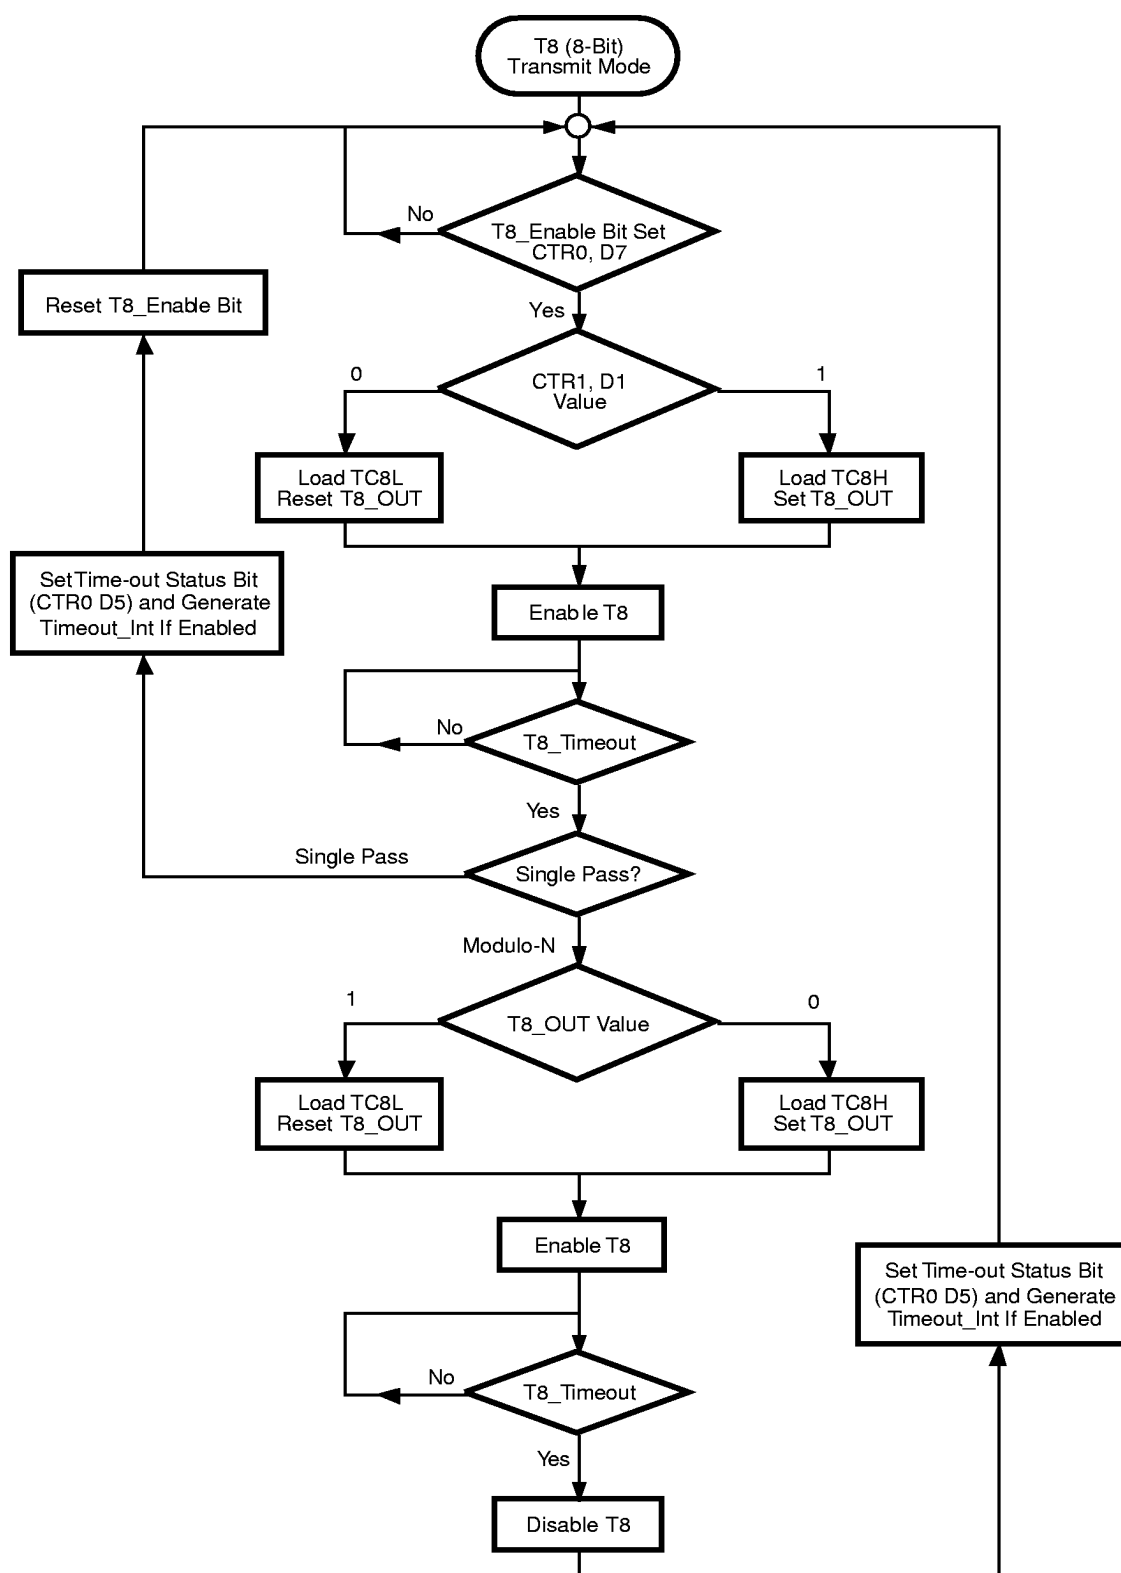 T8 (8-Bit)
Transmit Mode
No
T8_Enable Bit Set
CTR0, D7
Reset T8_Enable Bit
Yes
0
CTR1, D1
Value
1
Load TC8L
Reset T8_OUT
Load TC8H
Set T8_OUT
Set Time-out Status Bit
(CTR0 D5) and Generate
Timeout_Int If Enabled
Enable T8
No
T8_Timeout
Yes
Single Pass
Single Pass?
Modulo-N
1
T8_OUT Value
0
Load TC8L
Reset T8_OUT
Load TC8H
Set T8_OUT
Enable T8
Set Time-out Status Bit
(CTR0 D5) and Generate
Timeout_Int If Enabled
No
T8_Timeout
Yes
Disable T8